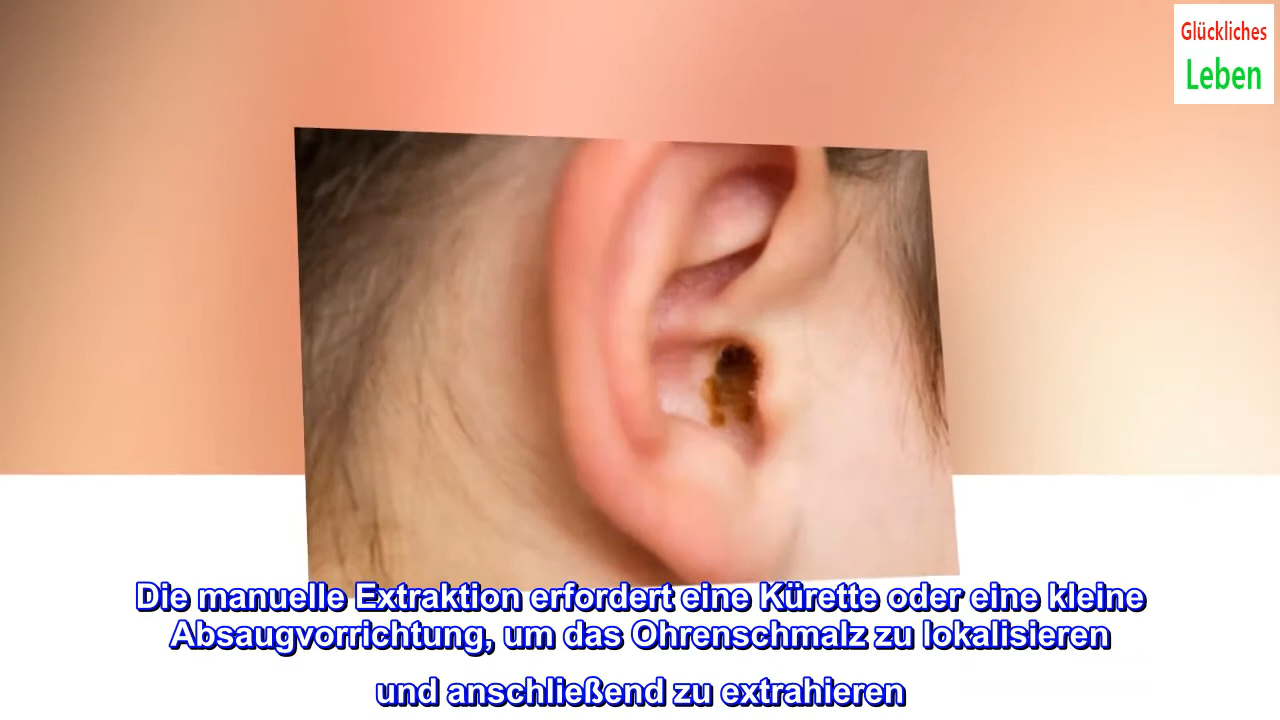 Glückliches
Leben
Die manuelle Extraktion erfordert eine Kürette oder eine kleine
Absaugvorrichtung, um das Ohrenschmalz zu lokalisieren
und anschließend zu extrahieren